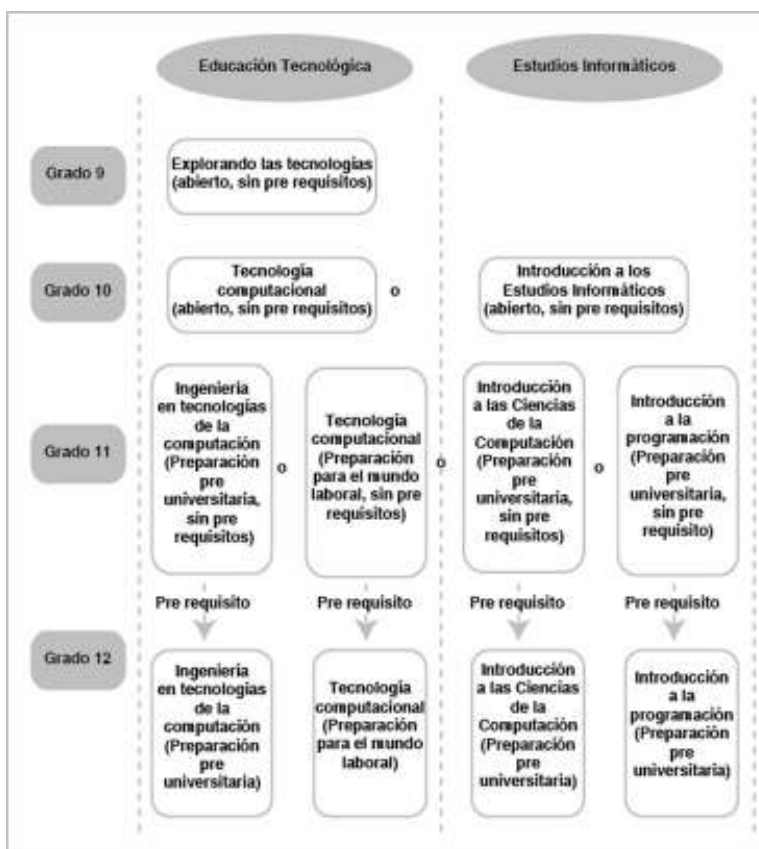 Educación Tecnológica
Estudios Informáticos
Grado 9
Explorando las tecnologías
(abierto, sin pre requisitos)
Grado 10
Tecnología
computacional
(abierto, sin pre requisitos)
o
Introducción a los
Estudios Informáticos
(abierto, sin pre requisitos)
Grado 11
Ingeniería
en tecnologías
de la
computación
(Preparación
pre
universitaria,
sin pre
requisitos)
o
Tecnología
computacional
(Preparación
para el mundo
laboral, sin pre
requisitos)
o
Introducción
a las Ciencias
de la
Computación
(Preparación
pre
universitaria,
sin pre
requisitos)
o
Introducción
a la
programación
(Preparación
pre
universitaria,
sin pre
requisito)
Pre requisito
Pre requisito
Pre requisito
Pre requisito
Grado 12
Ingeniería
en tecnologías
de la
computación
(Preparación
pre
universitaria)
Tecnología
computacional
(Preparación
para el mundo
laboral)
Introducción
a las Ciencias
de la
Computación
(Preparación
pre
universitaria)
Introducción
a la
programación
(Preparación
pre
universitaria)